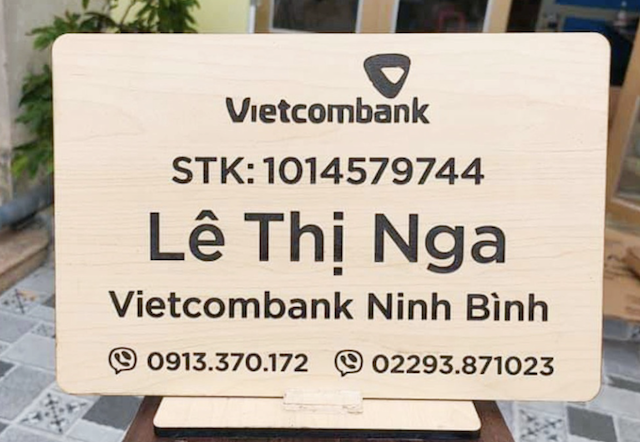 Vietcombank
STK: 1014579744
Lê Thị Nga
Vietcombank Ninh Bình
0913.370.172 02293.871023